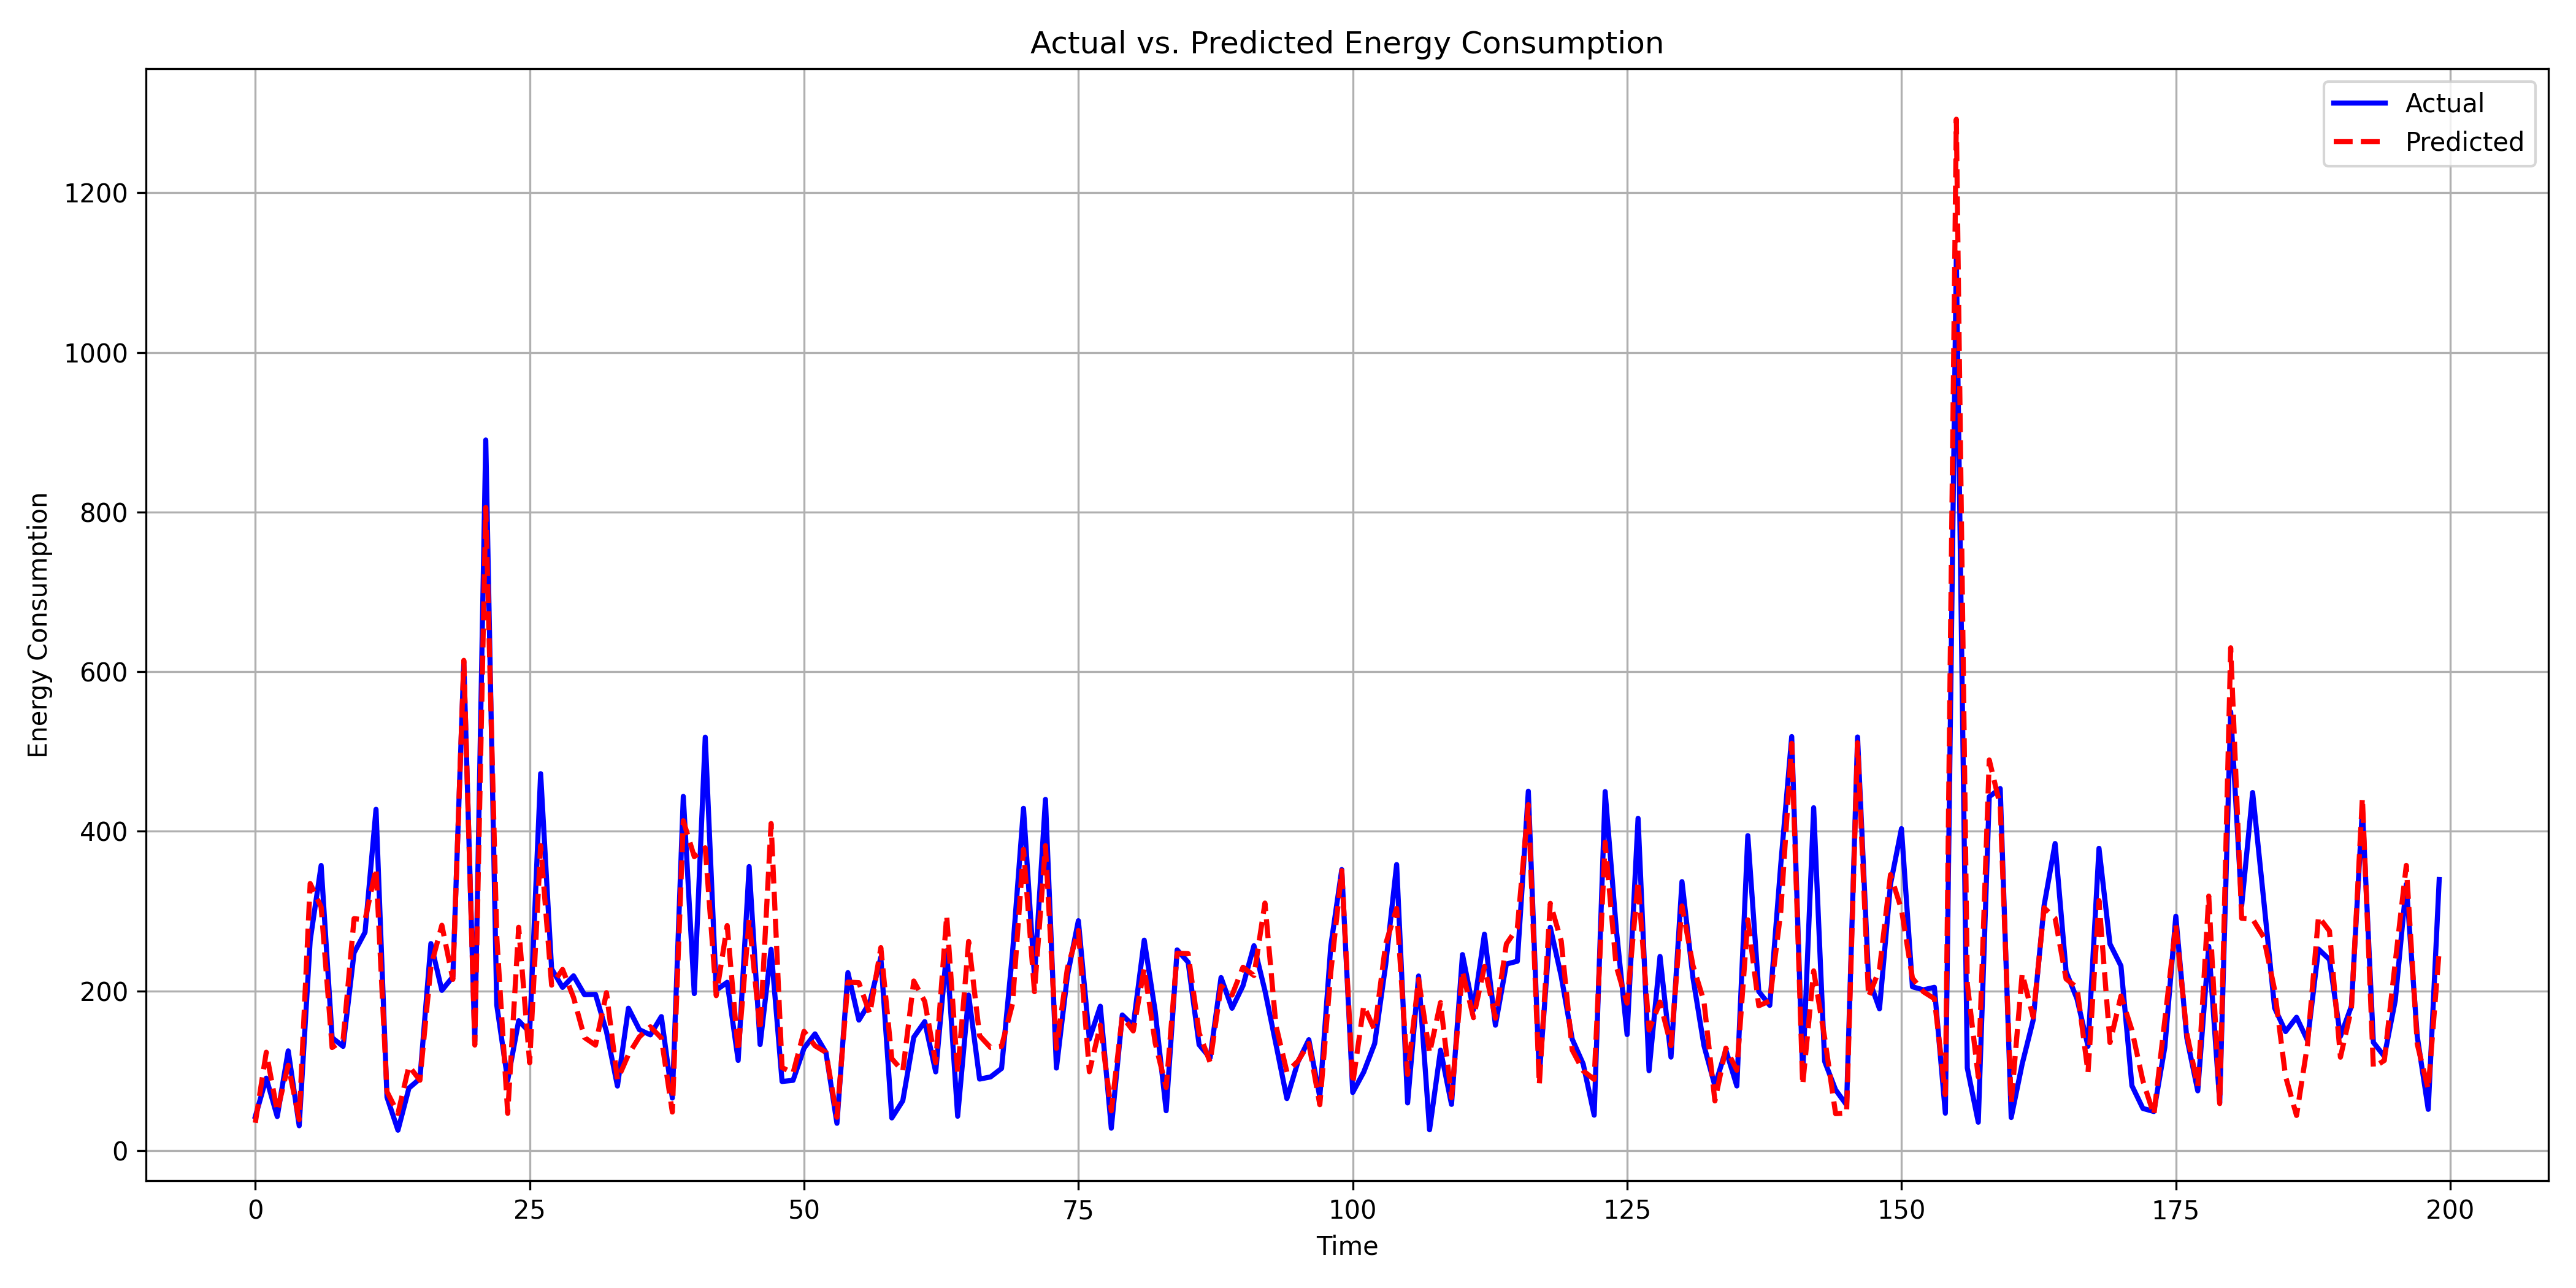 Actual vs. Predicted Energy Consumption
Actual
Predicted
Energy Consumption
1200
1000
800
600
400
200
0
0 25 50 75 100 125 150 175 200
Time